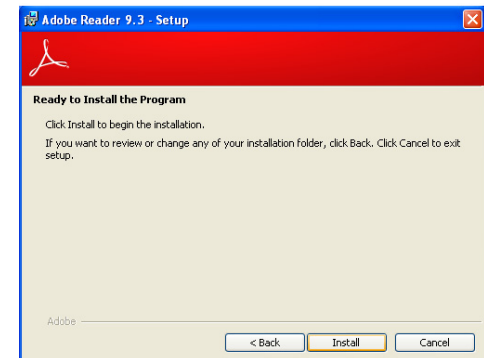 Adobe Reader 9.3 - Setup
Ready to Install the Program
Click Install to begin the installation.
If you want to review or change any of your installation folder, click Back. Click Cancel to exit
setup.
Adobe
< Back Install Cancel